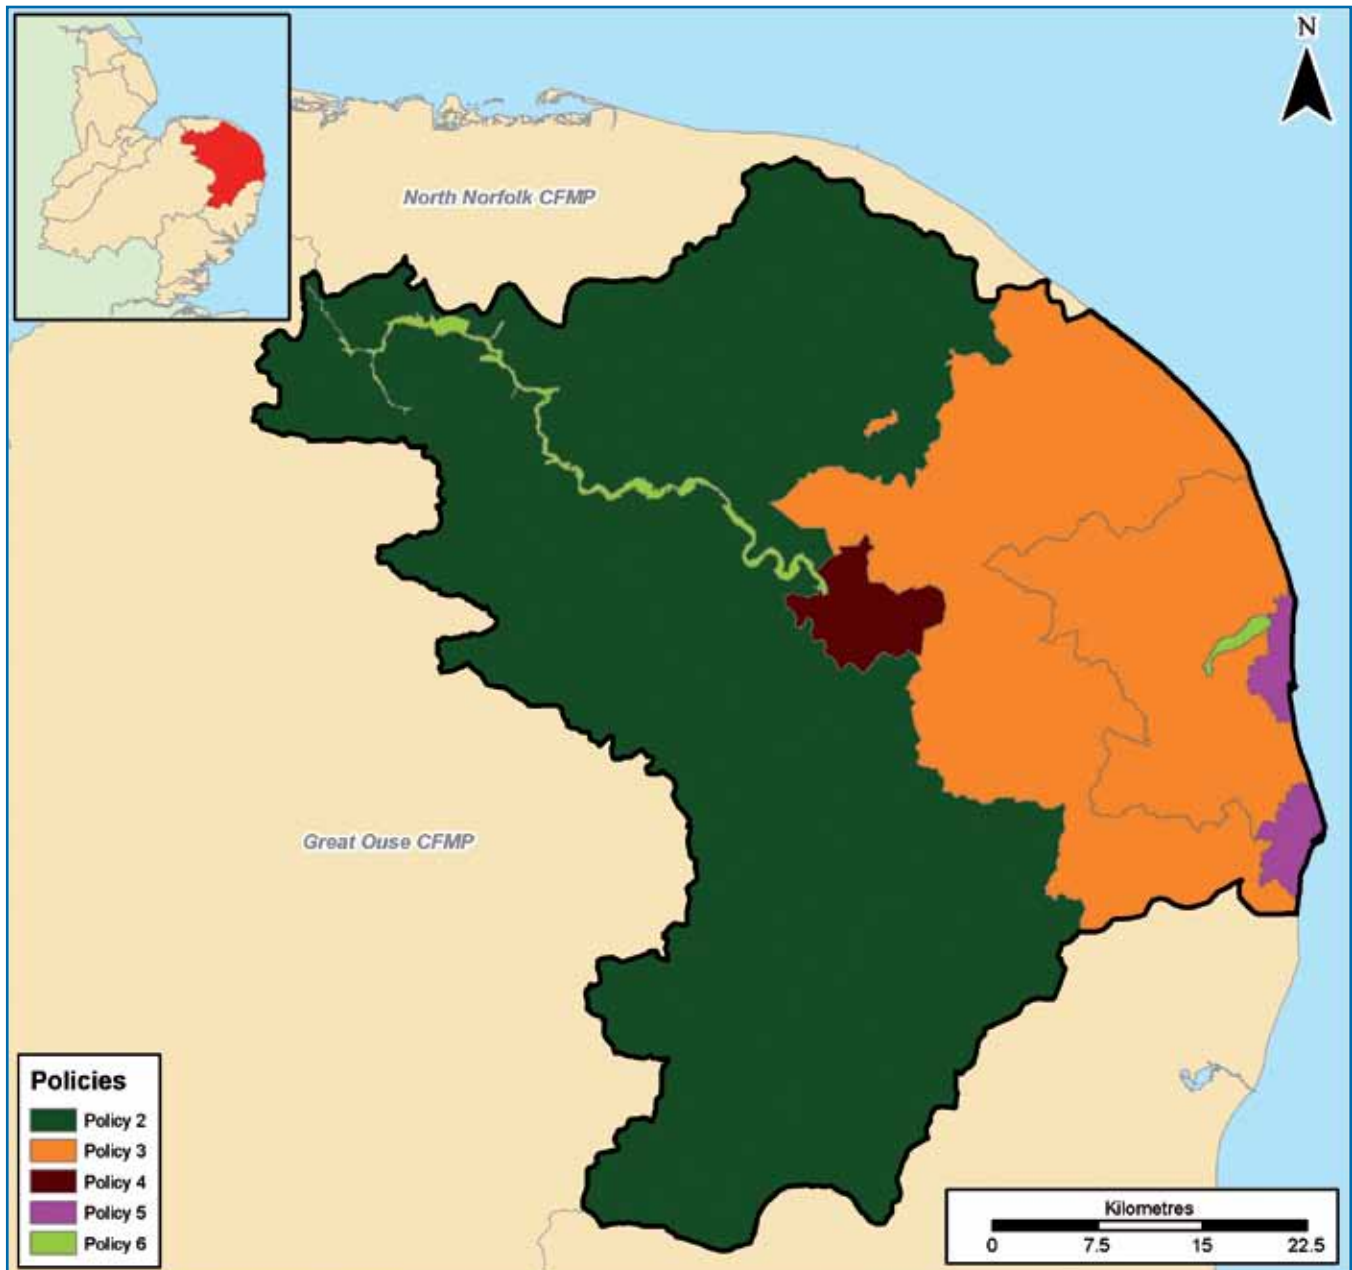 N
North Norfolk CFMP
Great Ouse CFMP
Policies
Policy 2
Policy 3
Policy 4
Policy 5
Policy 6
Kilometres
0 7.5 15 22.5